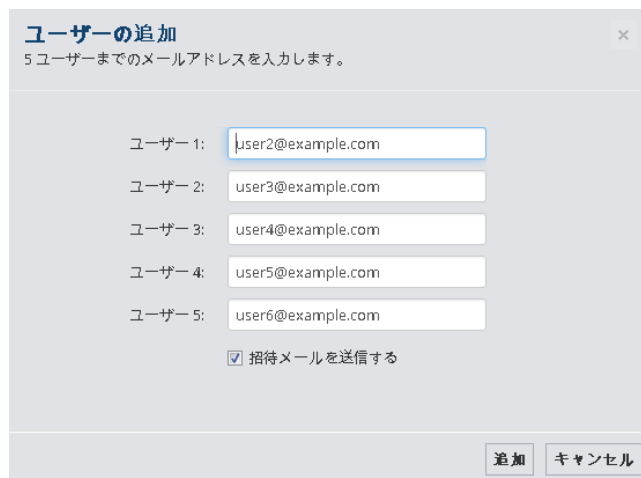 ユーザーの追加
×
5 ユーザーまでのメールアドレスを入力します。
ユーザー 1: user2@example.com
ユーザー 2: user3@example.com
ユーザー 3: user4@example.com
ユーザー 4: user5@example.com
ユーザー 5: user6@example.com
招待メールを送信する
追加 キャンセル